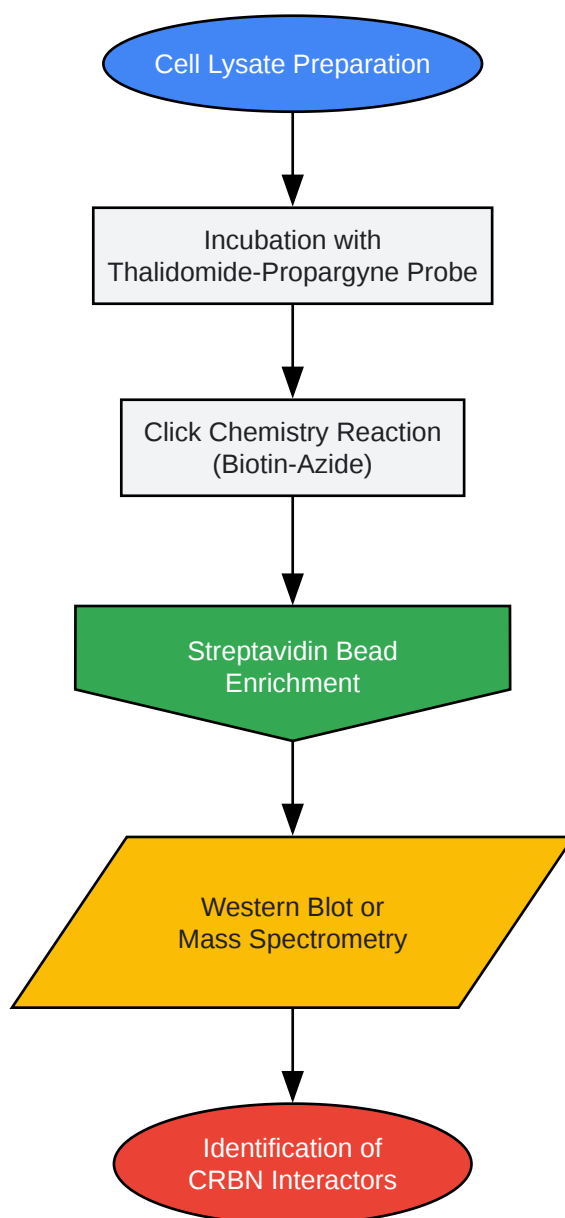 Cell Lysate Preparation
Incubation with
Thalidomide-Propargyne Probe
Click Chemistry Reaction
(Biotin-Azide)
Streptavidin Bead
Enrichment
Western Blot or
Mass Spectrometry
Identification of
CRBN Interactors